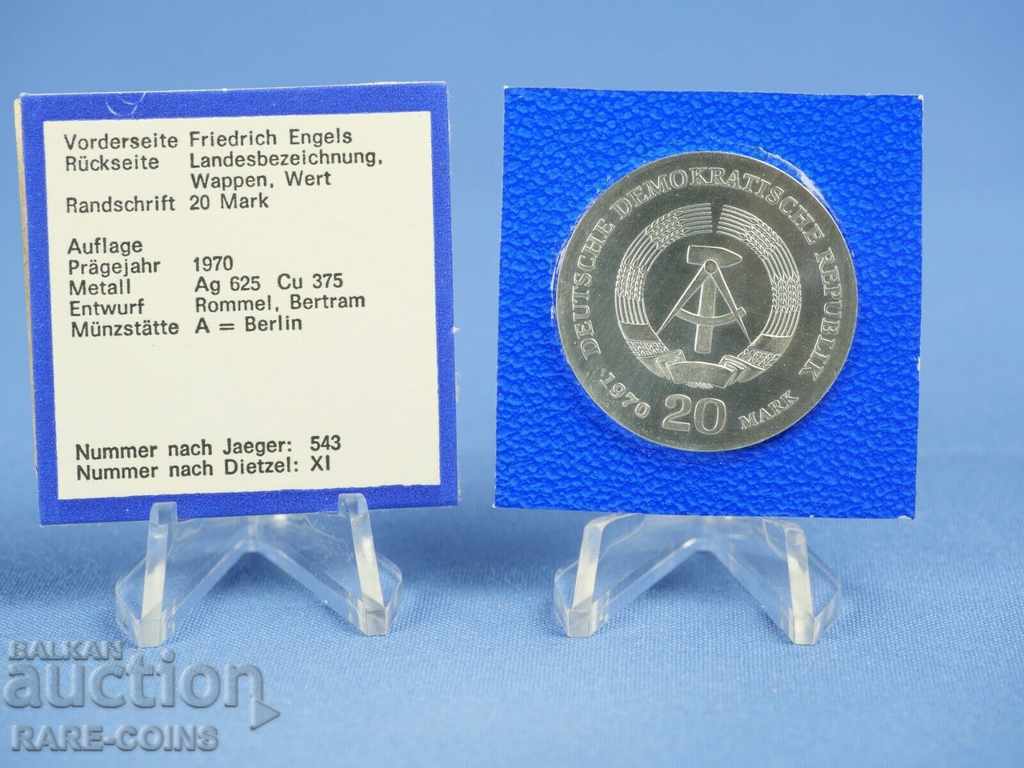 Vorderseite Friedrich Engels
Rückseite Landesbezeichnung,
Wappen, Wert
Randschrift 20 Mark
Auflage
Prägejahr 1970
Metall Ag 625 Cu 375
Entwurf Rommel, Bertram
Münzstätte A = Berlin
Nummer nach Jaeger: 543
Nummer nach Dietzel: XI
DEUTSCHE DEMOKRATISCHE REPUBLIK
1970 20 MARK
BALKAN
auction
RARE-COINS